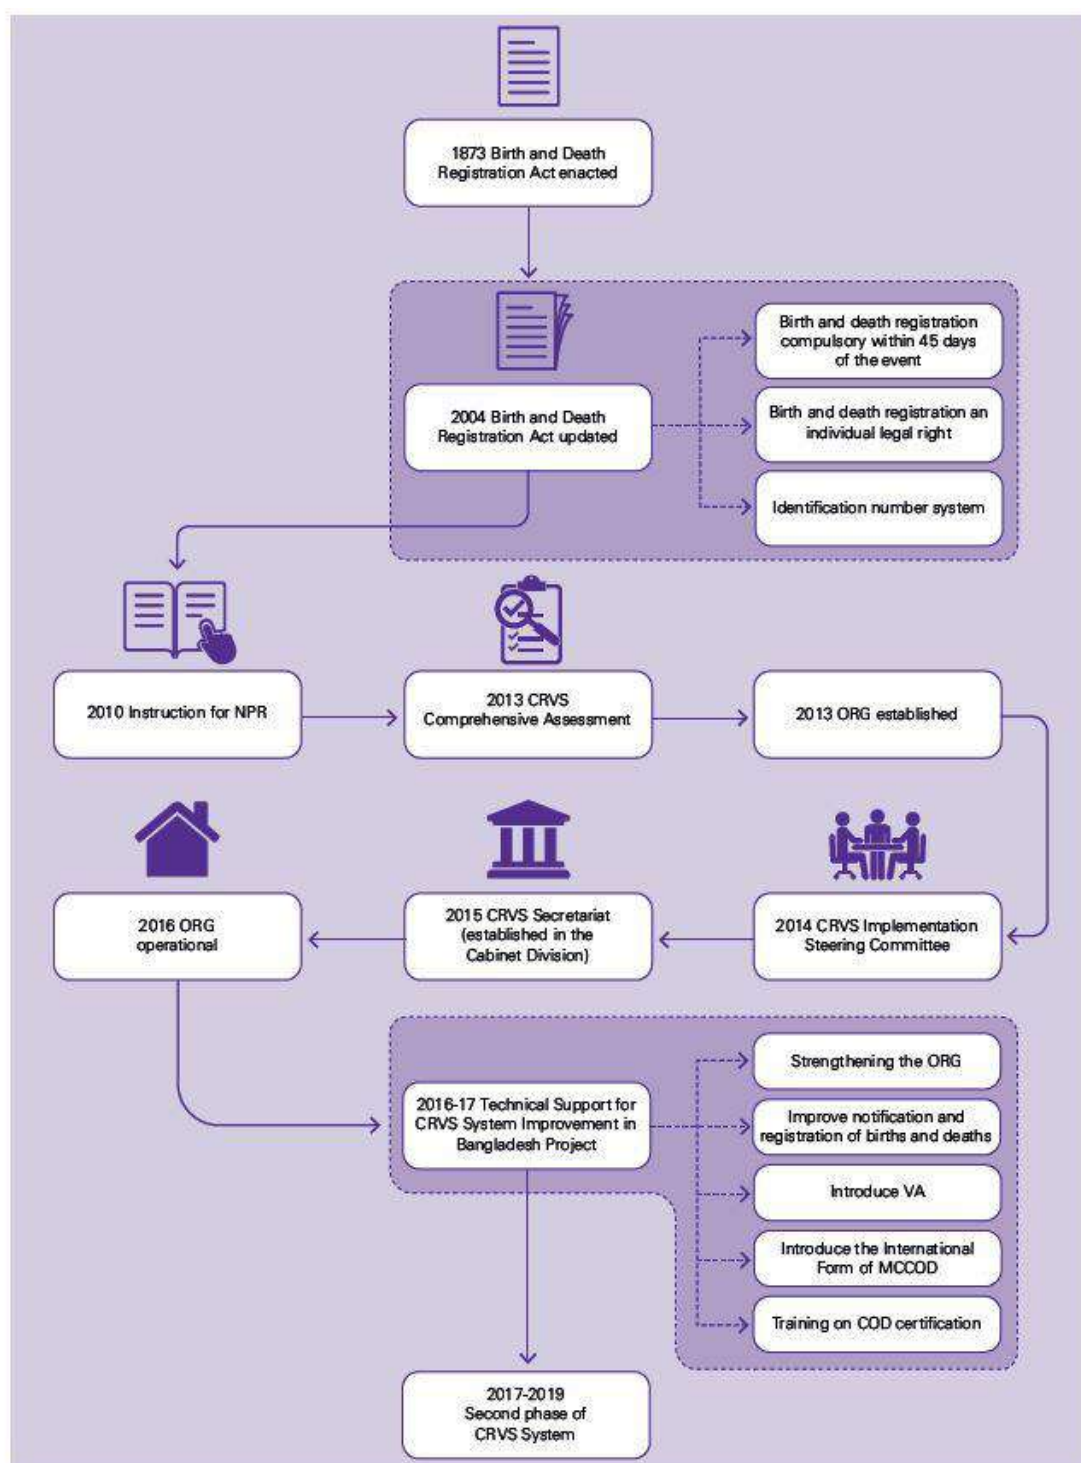 1873 Birth and Death
Registration Act enacted
2004 Birth and Death
Registration Act updated
Birth and death registration
compulsory within 45 days
of the event
Birth and death registration an
individual legal right
Identification number system
2010 Instruction for NPR
2013 CRVS
Comprehensive Assessment
2013 ORG established
2014 CRVS Implementation
Steering Committee
2015 CRVS Secretariat
(established in the
Cabinet Division)
2016 ORG
operational
2016-17 Technical Support for
CRVS System Improvement in
Bangladesh Project
Strengthening the ORG
Improve notification and
registration of births and deaths
Introduce VA
Introduce the International
Form of MCCOD
Training on COD certification
2017-2019
Second phase of
CRVS System